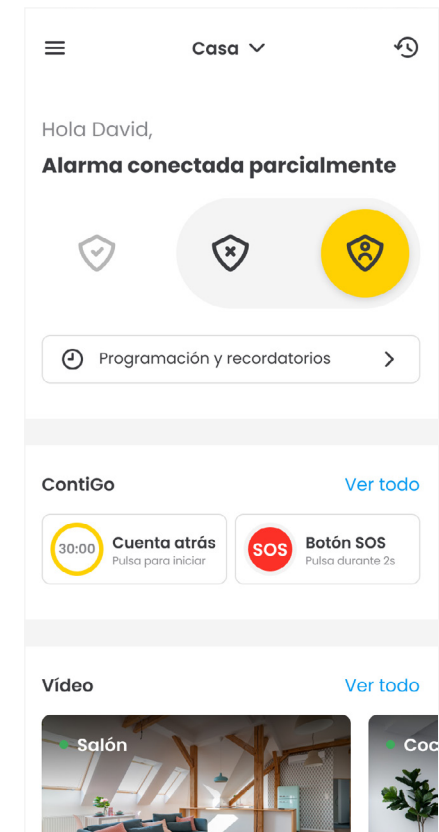 Casa
Hola David,
Alarma conectada parcialmente
Programación y recordatorios
ContiGo Ver todo
30:00 Cuenta atrás SOS Botón SOS
Pulsa para iniciar Pulsa durante 2s
Vídeo Ver todo
Salón Coc